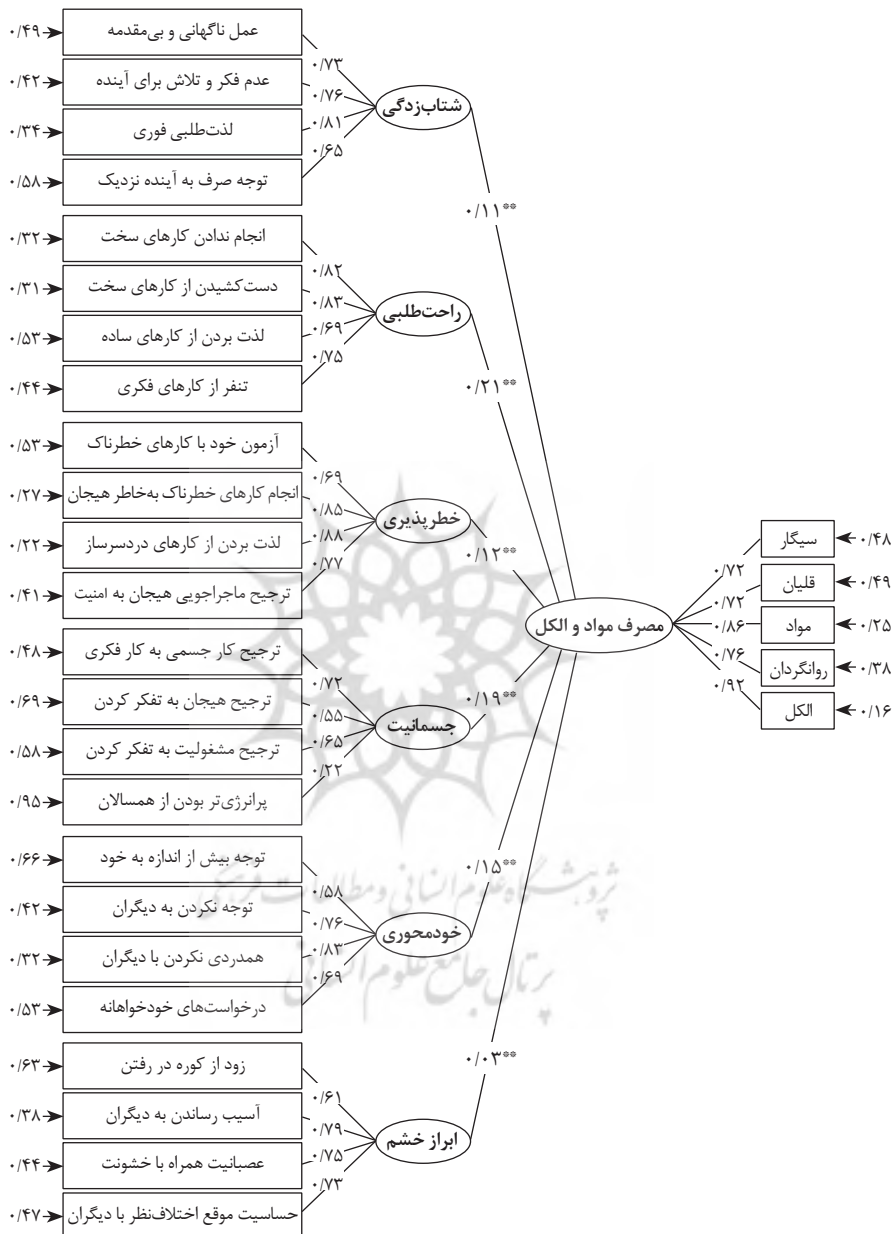 ۰/۴۹
عمل ناگهانی و بی‌مقدمه
۰/۷۳
۰/۴۲
عدم فکر و تلاش برای آینده
۰/۷۶
شتاب‌زدگی
۰/۳۴
لذت‌طلبی فوری
۰/۸۱
۰/۵۸
توجه صرف به آینده نزدیک
۰/۶۵
۰/۱۱**
۰/۳۲
انجام ندادن کارهای سخت
۰/۸۲
۰/۳۱
دست‌کشیدن از کارهای سخت
۰/۸۳
راحت‌طلبی
۰/۵۳
لذت بردن از کارهای ساده
۰/۶۹
۰/۴۴
تنفر از کارهای فکری
۰/۷۵
۰/۲۱**
۰/۵۳
آزمون خود با کارهای خطرناک
۰/۶۹
۰/۲۷
انجام کارهای خطرناک به‌خاطر هیجان
۰/۸۵
خطرپذیری
۰/۲۲
لذت بردن از کارهای دردسرساز
۰/۸۸
۰/۴۱
ترجیح ماجراجویی هیجان به امنیت
۰/۷۷
۰/۱۲**
مصرف مواد و الکل
سیگار
۰/۴۸
۰/۷۲
قلیان
۰/۴۹
۰/۷۲
مواد
۰/۲۵
۰/۸۶
روانگردان
۰/۳۸
۰/۷۶
الکل
۰/۱۶
۰/۹۲
۰/۴۸
ترجیح کار جسمی به کار فکری
۰/۷۲
۰/۶۹
ترجیح هیجان به تفکر کردن
۰/۵۵
جسمانیت
۰/۱۹**
۰/۵۸
ترجیح مشغولیت به تفکر کردن
۰/۶۵
۰/۹۵
پرانرژی‌تر بودن از همسالان
۰/۲۲
۰/۶۶
توجه بیش از اندازه به خود
۰/۵۸
۰/۱۵**
۰/۴۲
توجه نکردن به دیگران
۰/۷۶
خودمحوری
۰/۳۲
همدردی نکردن با دیگران
۰/۸۳
۰/۵۳
درخواست‌های خودخواهانه
۰/۶۹
پژوهشگاه علوم انسانی و مطالعات فرهنگی
پرتال جامع علوم انسانی
۰/۶۳
زود از کوره در رفتن
۰/۶۱
۰/۰۳**
۰/۳۸
آسیب رساندن به دیگران
۰/۷۹
ابراز خشم
۰/۴۴
عصبانیت همراه با خشونت
۰/۷۵
۰/۴۷
حساسیت موقع اختلاف‌نظر با دیگران
۰/۷۳